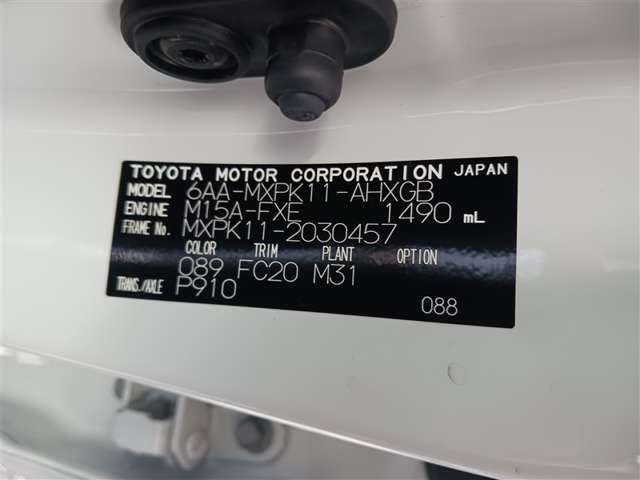 TOYOTA MOTOR CORPORATION JAPAN
MODEL 6AA-MXPK11-AHXGB
ENGINE M15A-FXE 1490 mL
FRAME No. MXPK11-2030457
COLOR TRIM PLANT OPTION
089 FC20 M31
TRANS./AXLE P910
088